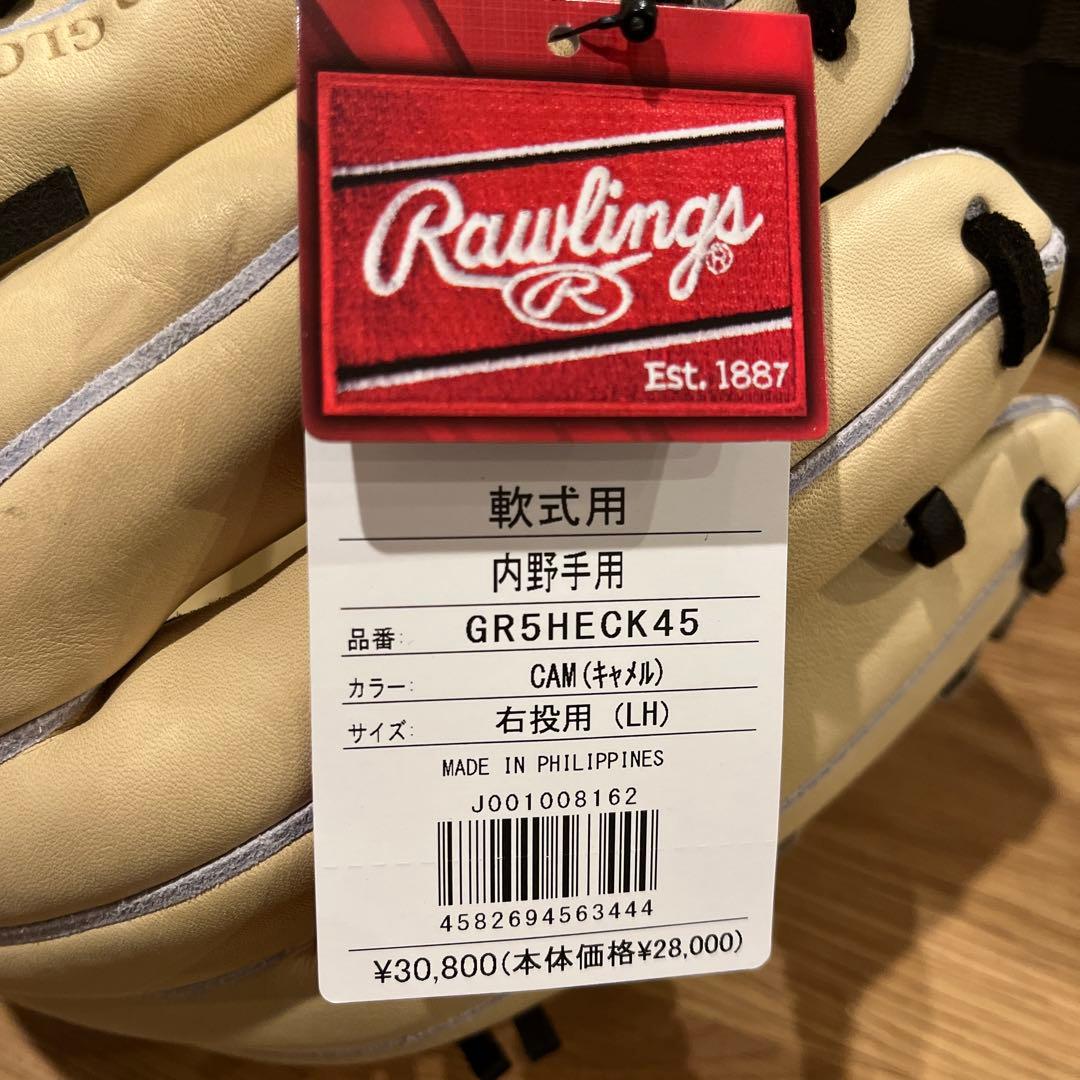 GLO
Rawlings®
R
Est. 1887
軟式用
内野手用
品番: GR5HECK45
カラー: CAM(ｷｬﾒﾙ)
サイズ: 右投用 (LH)
MADE IN PHILIPPINES
J001008162
4582694563444
¥30,800(本体価格¥28,000)